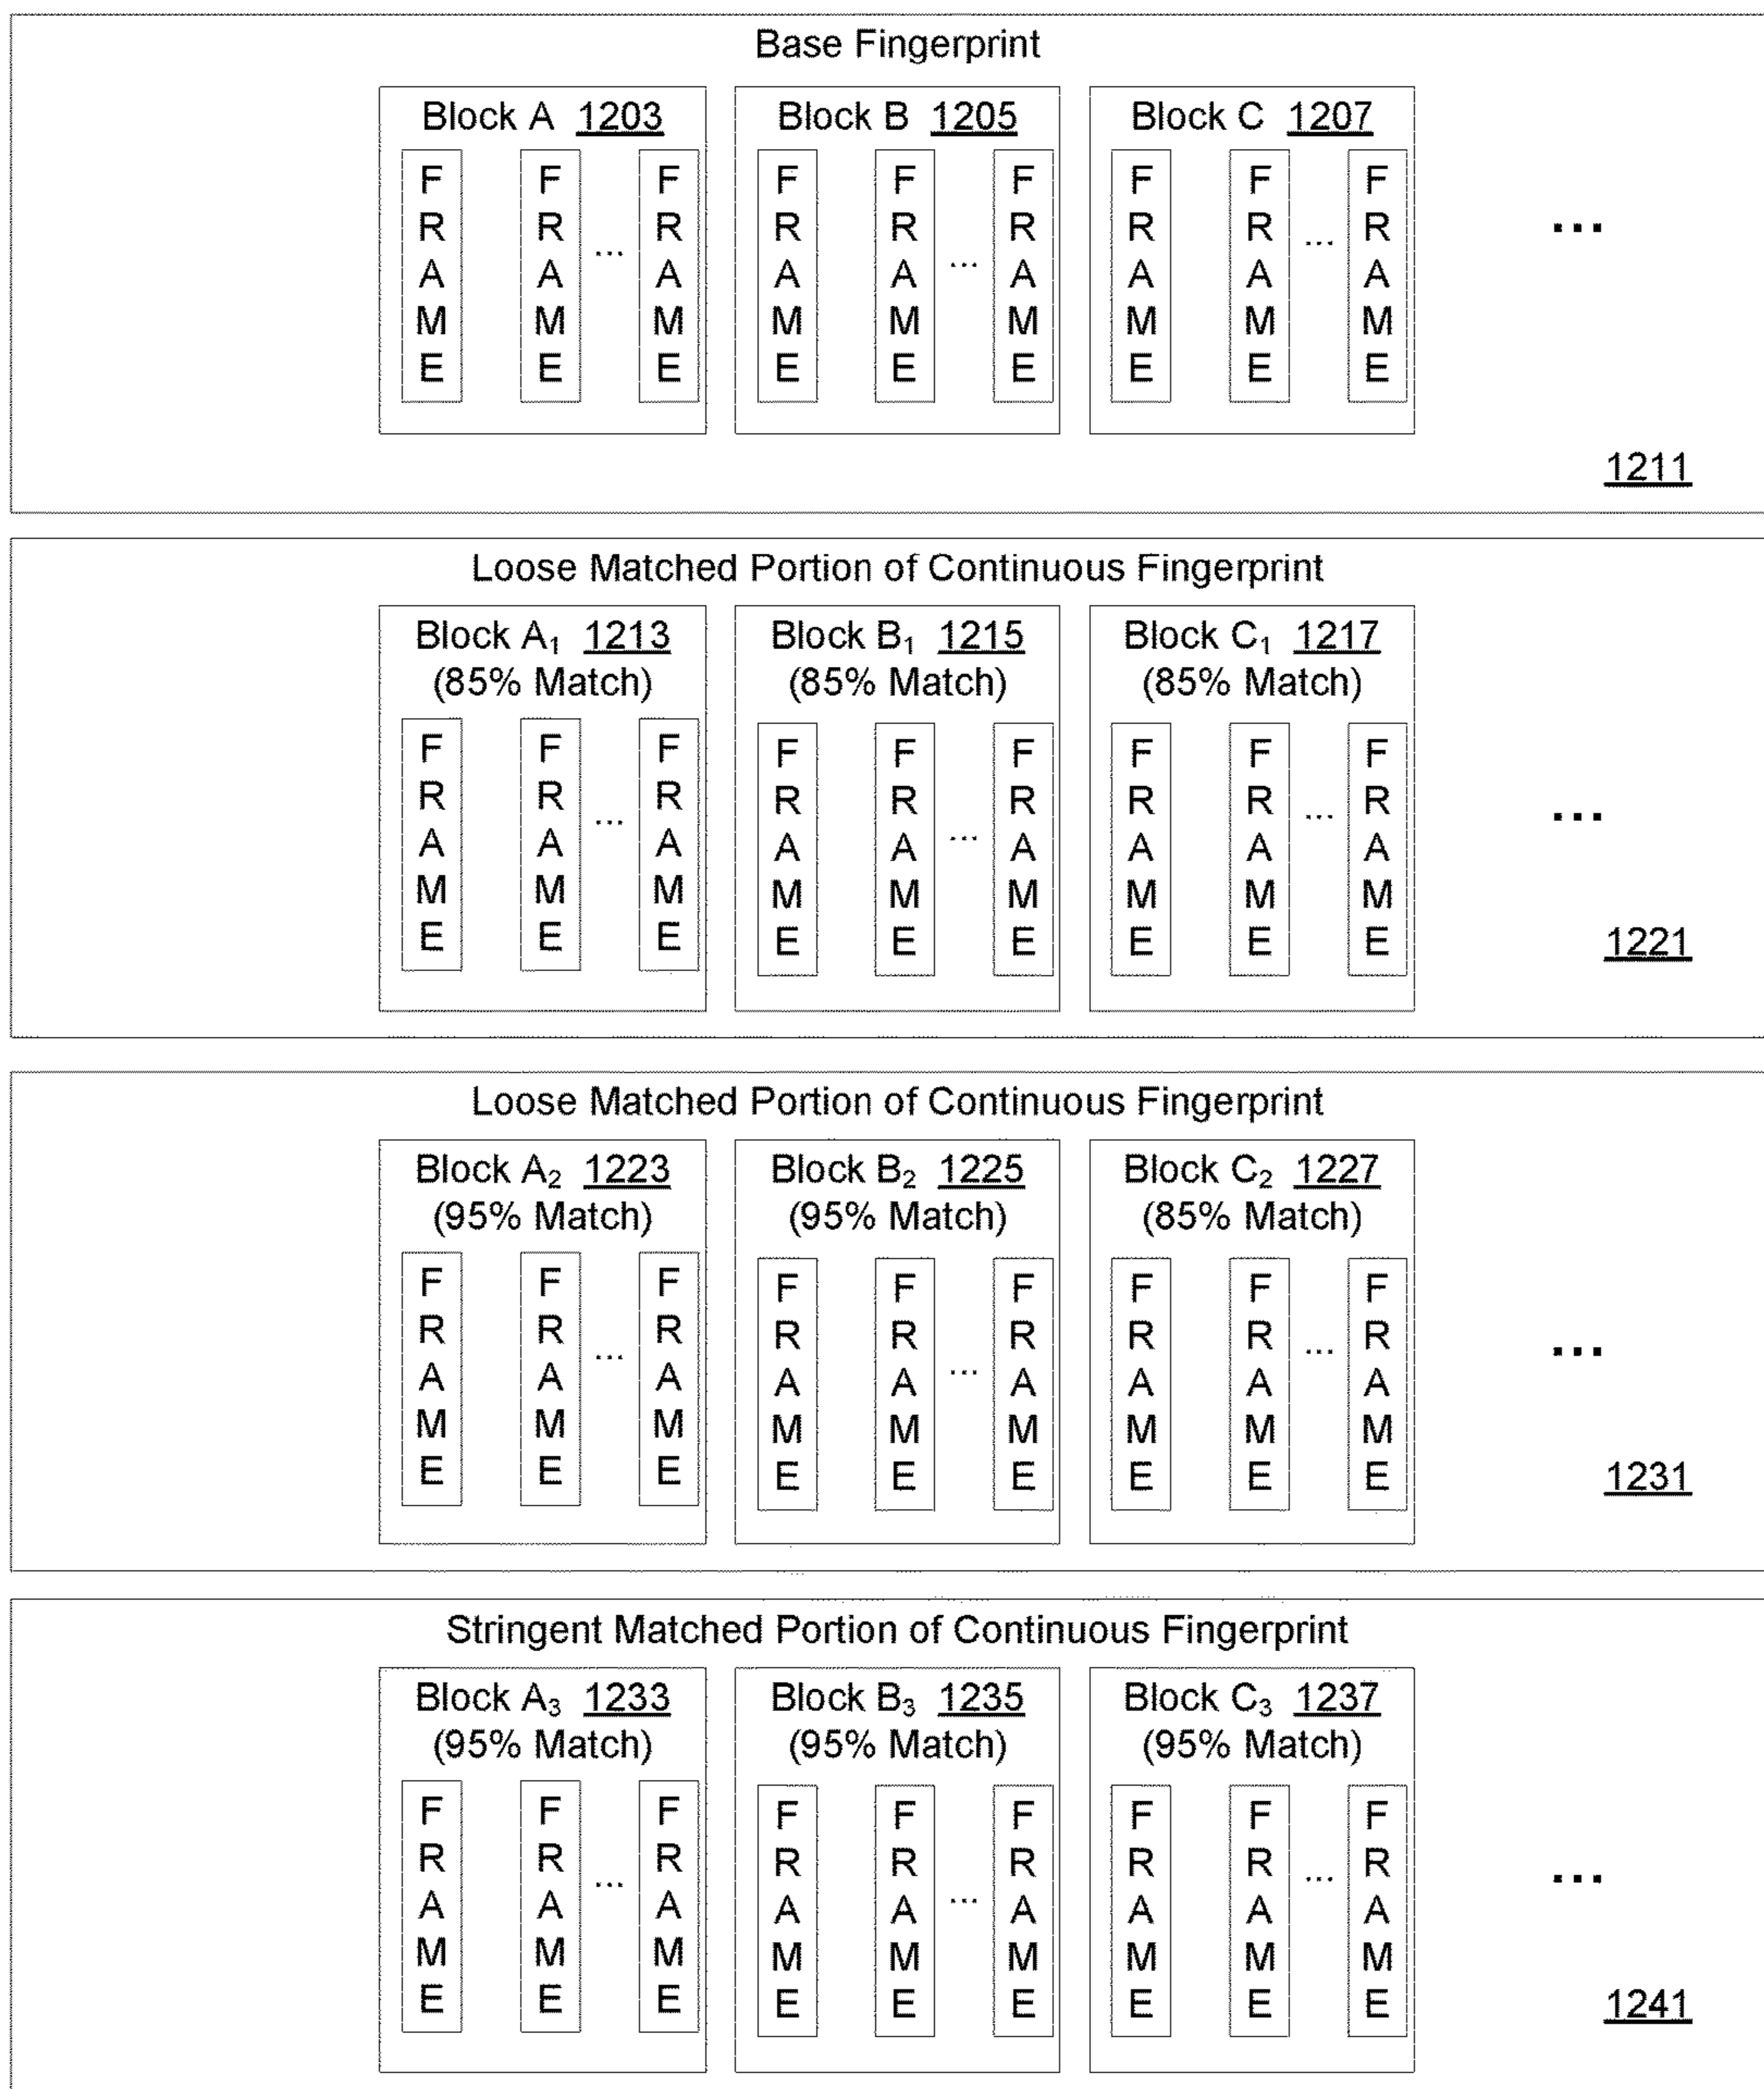 Base Fingerprint
Block A 1203 Block B 1205 Block C 1207
F F F F F F F F F
R R R R R R R R R
A A ... A A A ... A A A ... A ...
M M M M M M M M M
E E E E E E E E E
1211
Loose Matched Portion of Continuous Fingerprint
Block A₁ 1213 Block B₁ 1215 Block C₁ 1217
(85% Match) (85% Match) (85% Match)
F F F F F F F F F
R R R R R R R R R
A A ... A A A ... A A A ... A ...
M M M M M M M M M
E E E E E E E E E
1221
Loose Matched Portion of Continuous Fingerprint
Block A₂ 1223 Block B₂ 1225 Block C₂ 1227
(95% Match) (95% Match) (85% Match)
F F F F F F F F F
R R R R R R R R R
A A ... A A A ... A A A ... A ...
M M M M M M M M M
E E E E E E E E E
1231
Stringent Matched Portion of Continuous Fingerprint
Block A₃ 1233 Block B₃ 1235 Block C₃ 1237
(95% Match) (95% Match) (95% Match)
F F F F F F F F F
R R R R R R R R R
A A ... A A A ... A A A ... A ...
M M M M M M M M M
E E E E E E E E E
1241